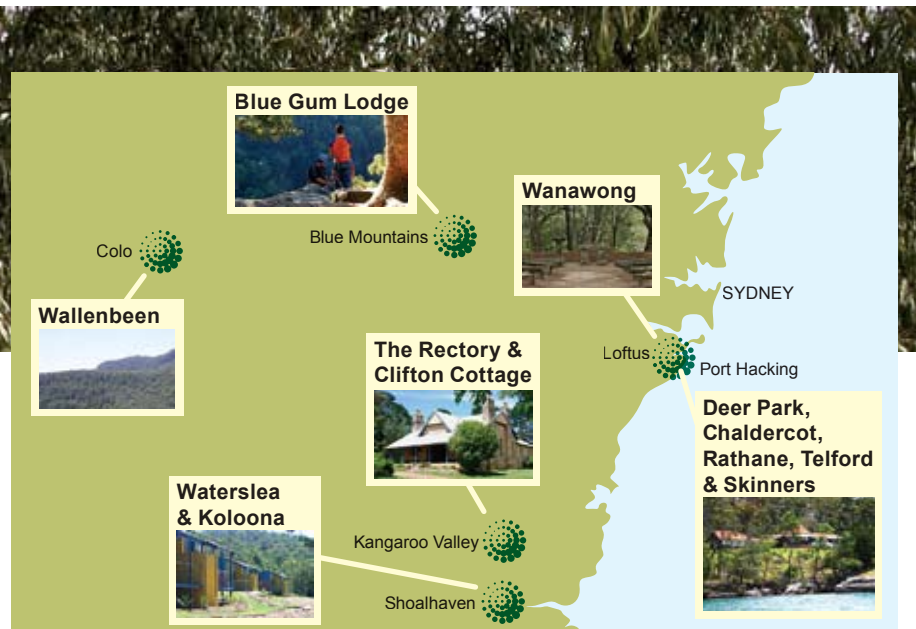 Blue Gum Lodge
Wanawong
Blue Mountains
Colo
SYDNEY
Wallenbeen
The Rectory &
Clifton Cottage
Loftus
Port Hacking
Deer Park,
Chaldercot,
Rathane, Telford
& Skinners
Waterslea
& Koloona
Kangaroo Valley
Shoalhaven